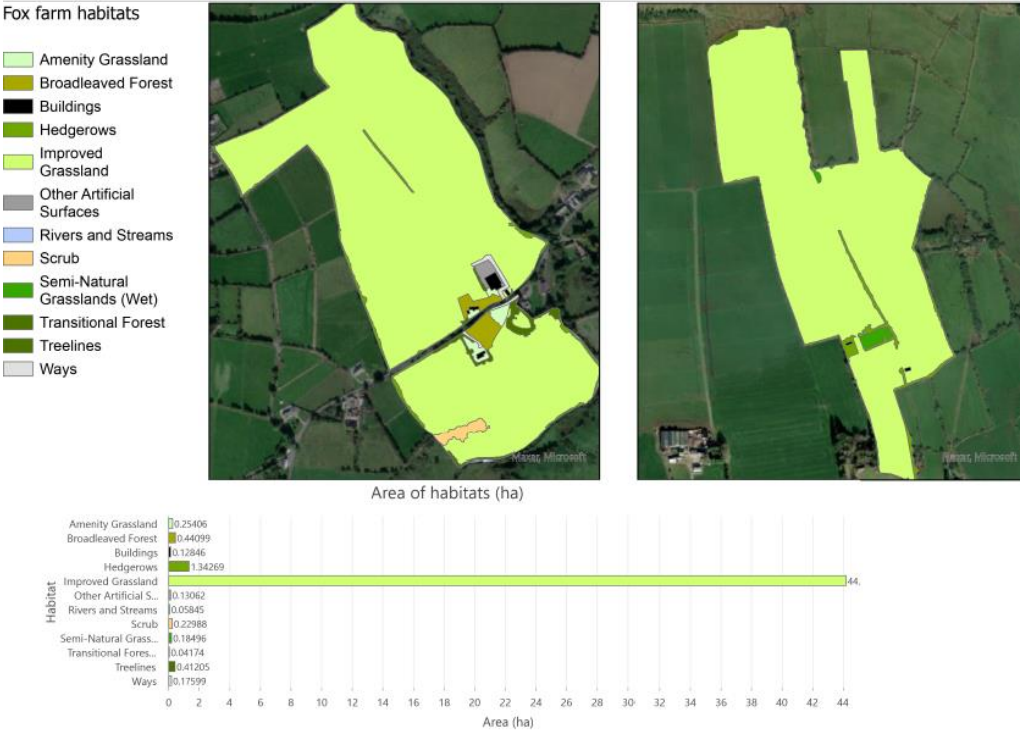 Fox farm habitats
Amenity Grassland
Broadleaved Forest
Buildings
Hedgerows
Improved
Grassland
Other Artificial
Surfaces
Rivers and Streams
Scrub
Semi-Natural
Grasslands (Wet)
Transitional Forest
Treelines
Ways
Maxar, Microsoft
Maxar, Microsoft
Area of habitats (ha)
Habitat
Amenity Grassland 0.25406
Broadleaved Forest 0.44099
Buildings 0.12846
Hedgerows 1.34269
Improved Grassland 44.
Other Artificial S... 0.13062
Rivers and Streams 0.05845
Scrub 0.22988
Semi-Natural Grass... 0.18496
Transitional Fores... 0.04174
Treelines 0.41205
Ways 0.17599
0 2 4 6 8 10 12 14 16 18 20 22 24 26 28 30 32 34 36 38 40 42 44
Area (ha)